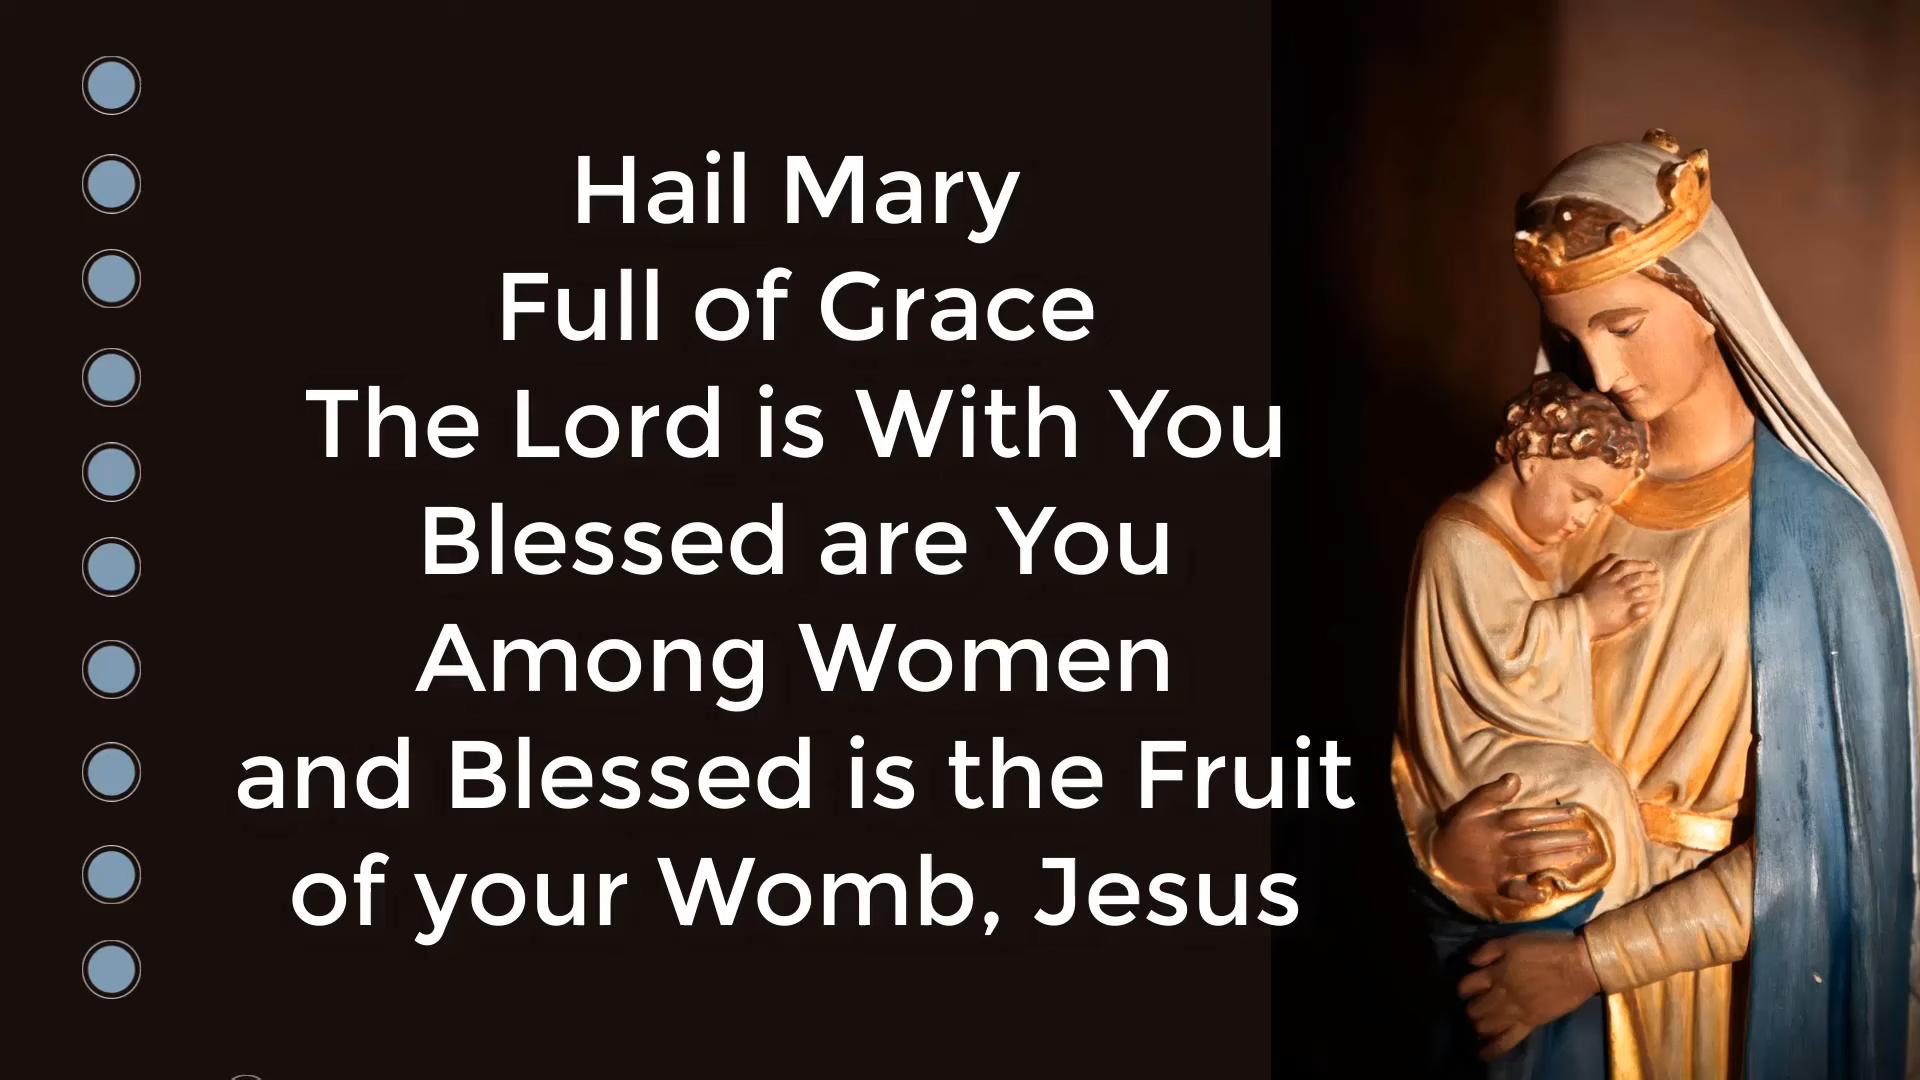 Hail Mary
Full of Grace
The Lord is With You
Blessed are You
Among Women
and Blessed is the Fruit
of your Womb, Jesus